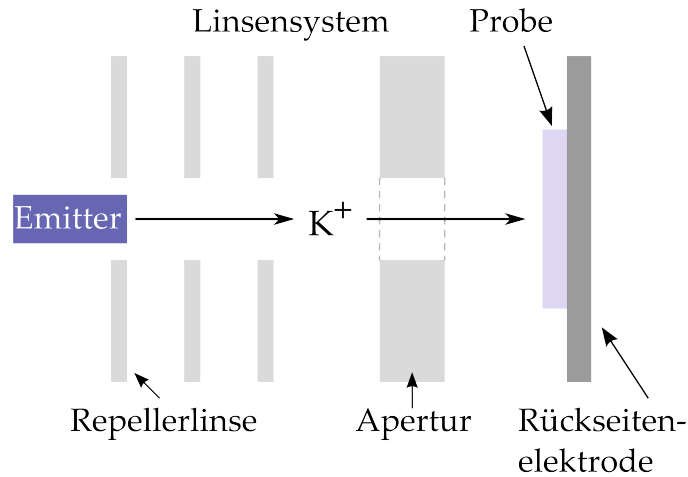 Linsensystem
Probe
Emitter
K+
Repellerlinse
Apertur
Rückseiten-
elektrode